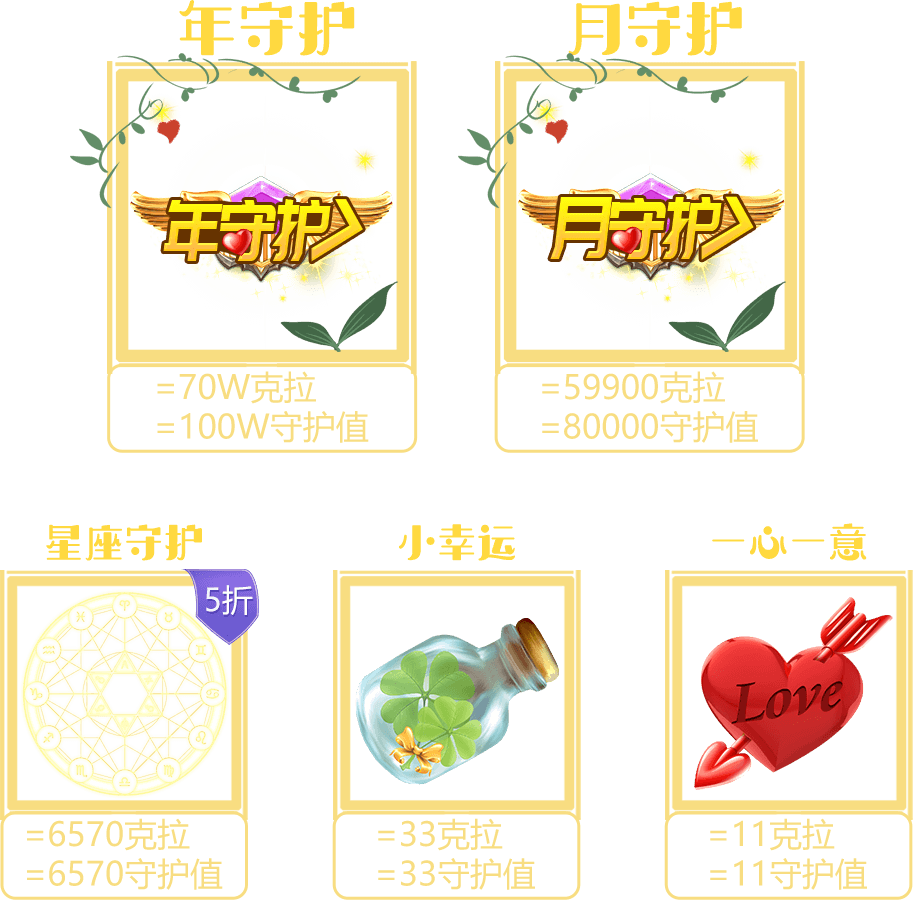 年守护
月守护
年守护
月守护
=70W克拉
=100W守护值
=59900克拉
=80000守护值
星座守护
小幸运
一心一意
5折
Love
=6570克拉
=6570守护值
=33克拉
=33守护值
=11克拉
=11守护值